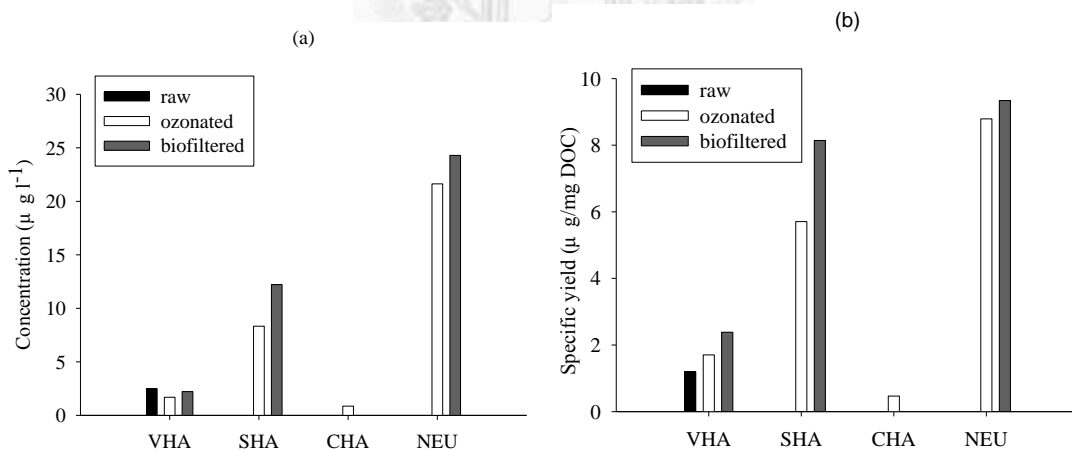 (a)
30
25
20
15
10
5
0
Concentration (μ g l-1)
raw
ozonated
biofiltered
VHA SHA CHA NEU
(b)
10
8
6
4
2
0
Specific yield (μ g/mg DOC)
raw
ozonated
biofiltered
VHA SHA CHA NEU